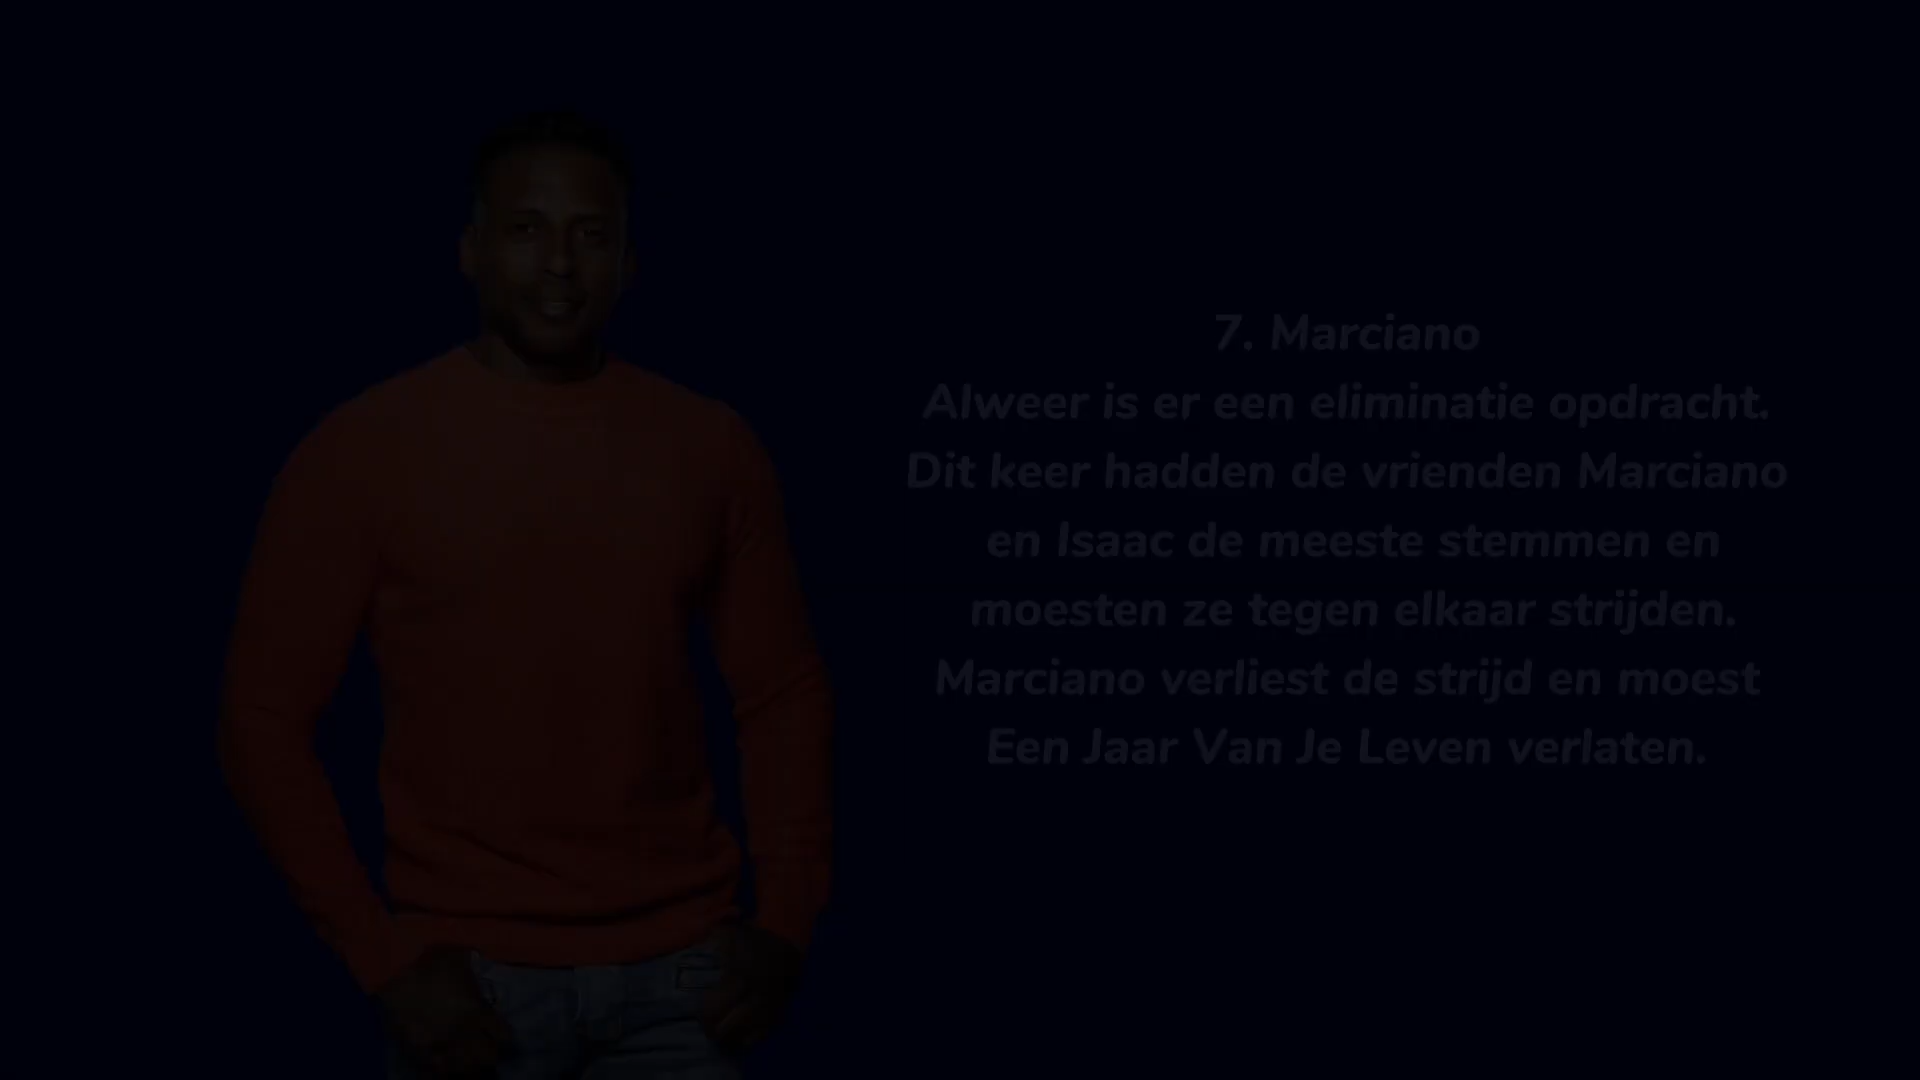 7. Marciano
Alweer is er een eliminatie opdracht.
Dit keer hadden de vrienden Marciano
en Isaac de meeste stemmen en
moesten ze tegen elkaar strijden.
Marciano verliest de strijd en moest
Een Jaar Van Je Leven verlaten.